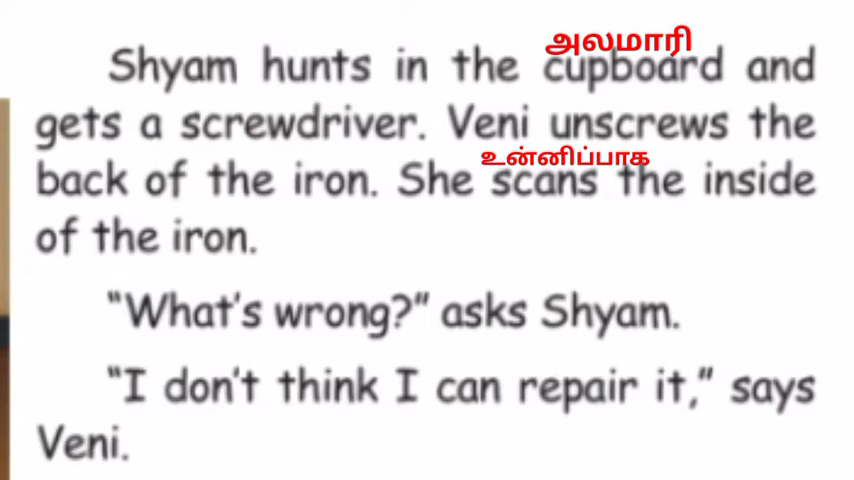 அலமாரி
Shyam hunts in the cupboard and
gets a screwdriver. Veni unscrews the
உன்னிப்பாக
back of the iron. She scans the inside
of the iron.
"What's wrong?" asks Shyam.
"I don't think I can repair it," says
Veni.